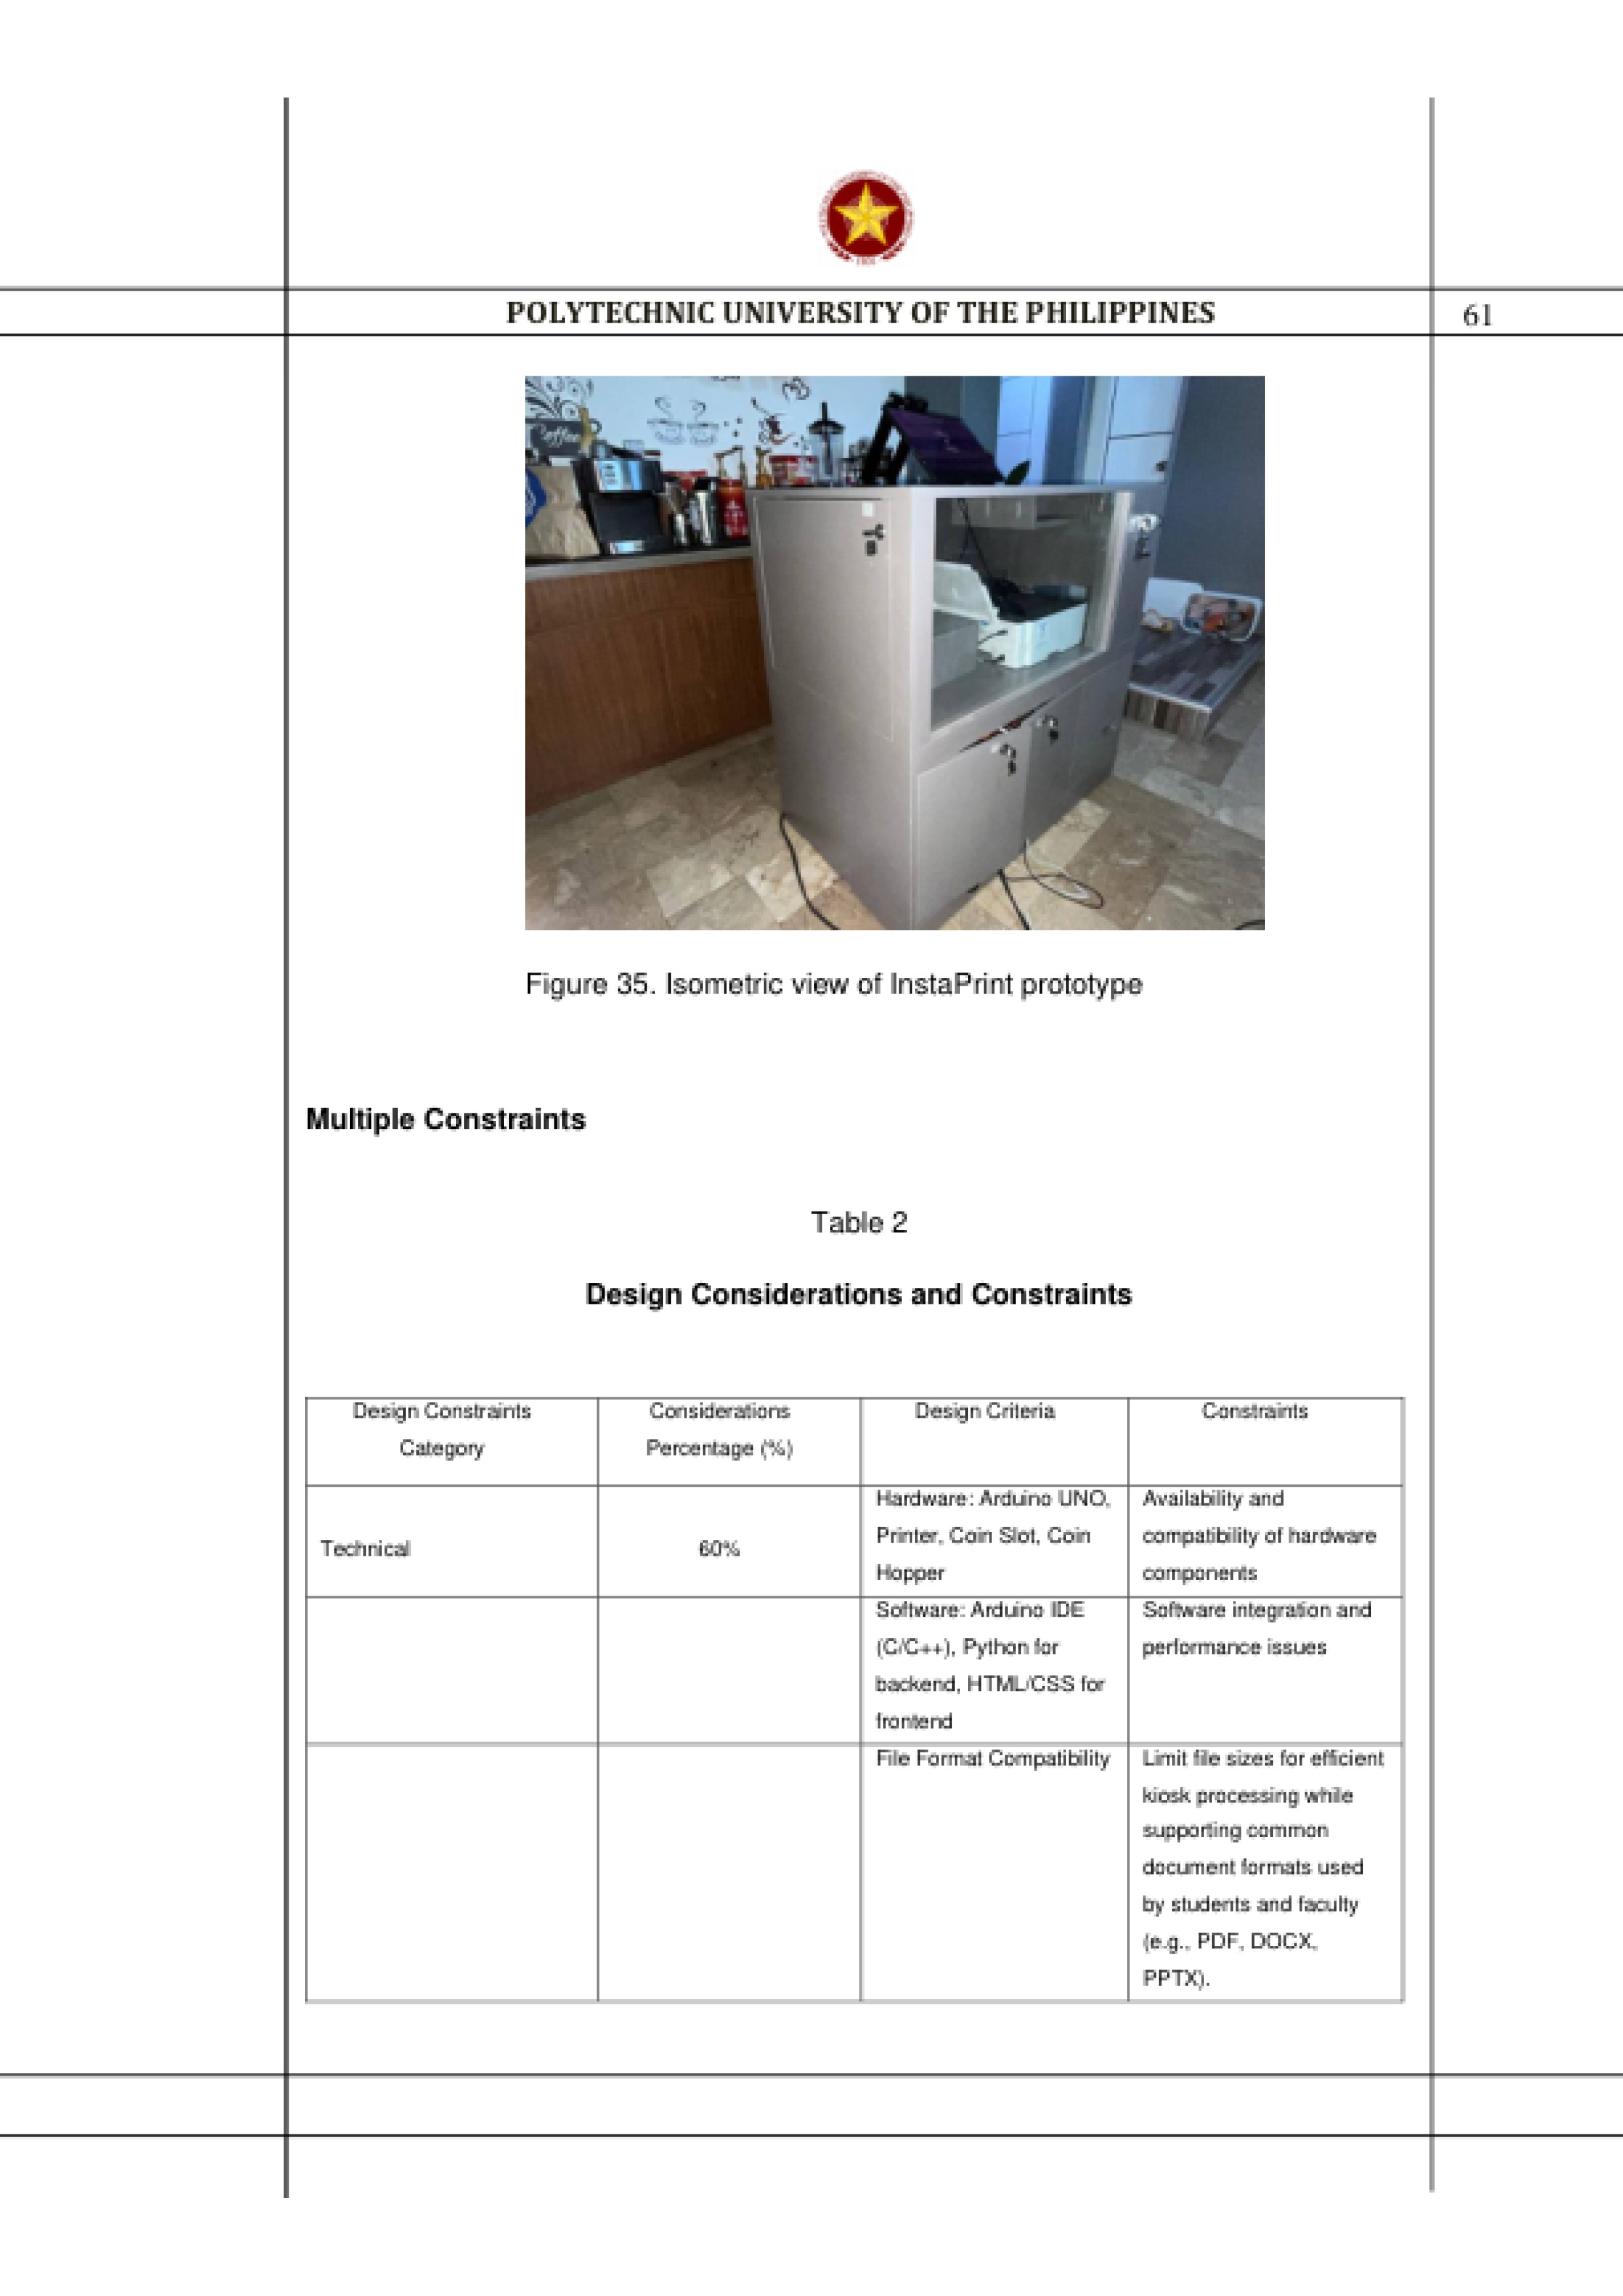 POLYTECHNIC UNIVERSITY OF THE PHILIPPINES
61
Coffee
Figure 35. Isometric view of InstaPrint prototype
Multiple Constraints
Table 2
Design Considerations and Constraints
Design Constraints
Category
Considerations
Percentage (%)
Design Criteria
Constraints
Technical
60%
Hardware: Arduino UNO,
Printer, Coin Slot, Coin
Hopper
Availability and
compatibility of hardware
components
Software: Arduino IDE
(C/C++), Python for
backend, HTML/CSS for
frontend
Software integration and
performance issues
File Format Compatibility
Limit file sizes for efficient
kiosk processing while
supporting common
document formats used
by students and faculty
(e.g., PDF, DOCX,
PPTX).